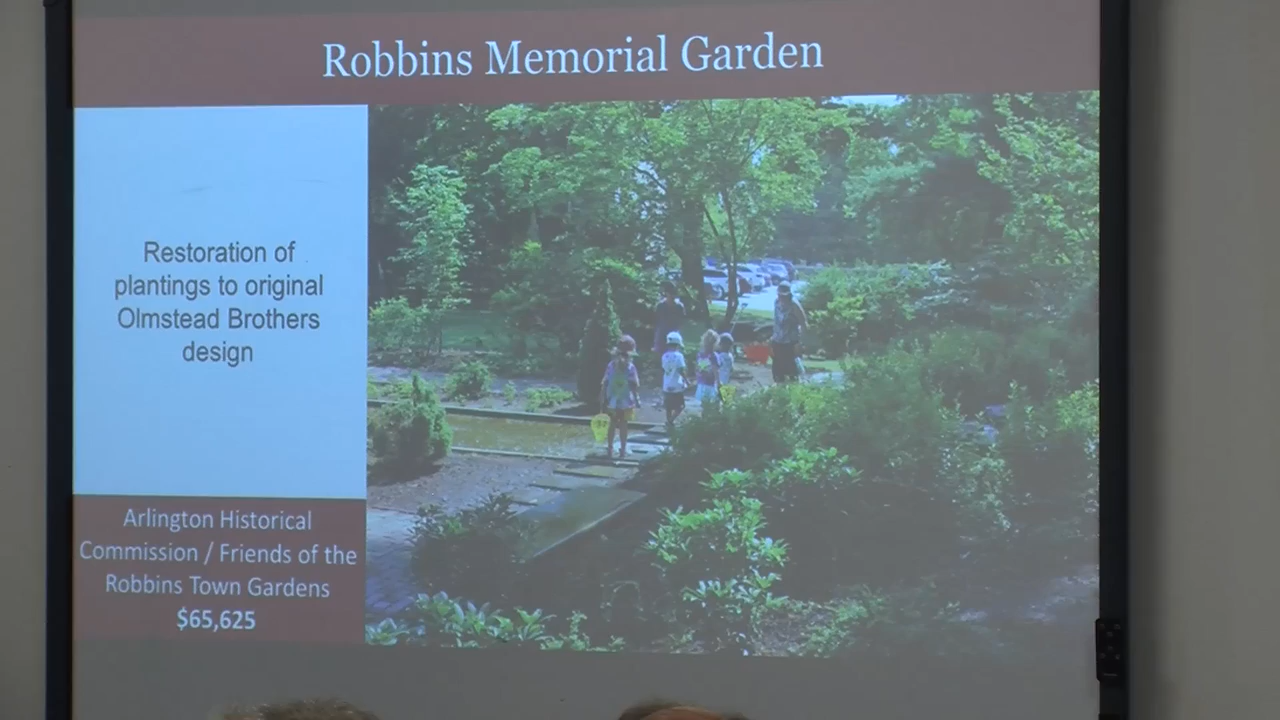 Robbins Memorial Garden
Restoration of
plantings to original
Olmstead Brothers
design
Arlington Historical
Commission / Friends of the
Robbins Town Gardens
$65,625